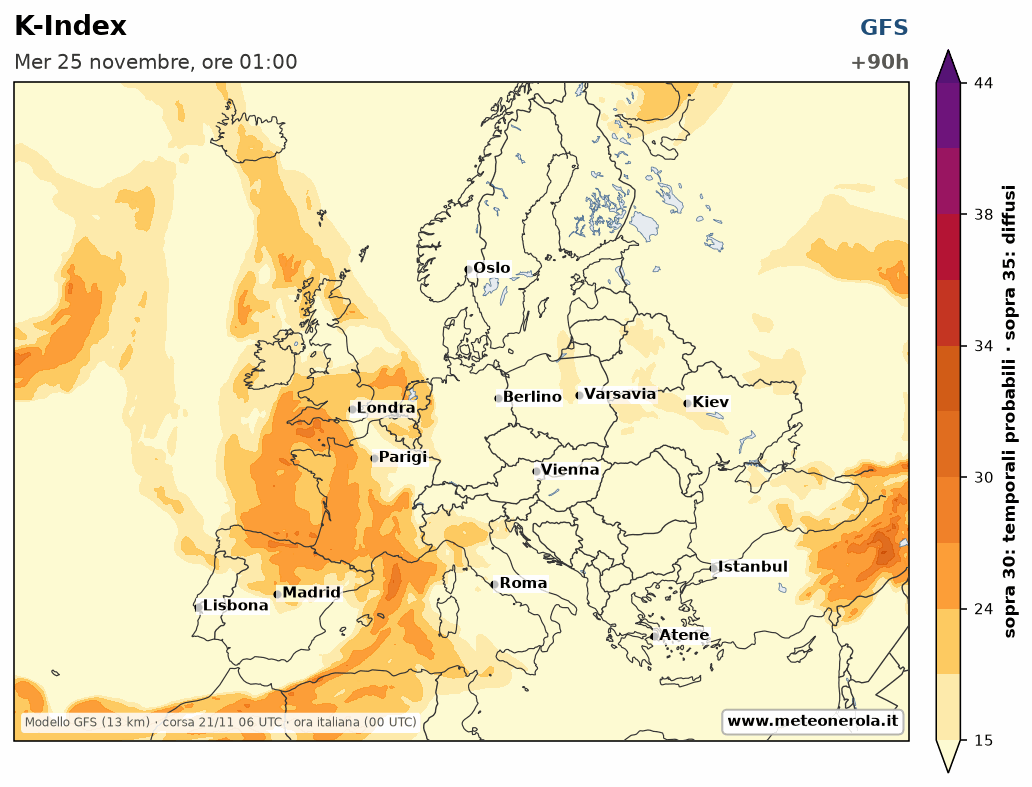 K-Index
GFS
Mer 25 novembre, ore 01:00
+90h
44
38
34
30
24
15
sopra 30: temporali probabili · sopra 35: diffusi
Oslo
Londra
Berlino
Varsavia
Kiev
Parigi
Vienna
Istanbul
Roma
Madrid
Lisbona
Atene
Modello GFS (13 km) · corsa 21/11 06 UTC · ora italiana (00 UTC)
www.meteonerola.it